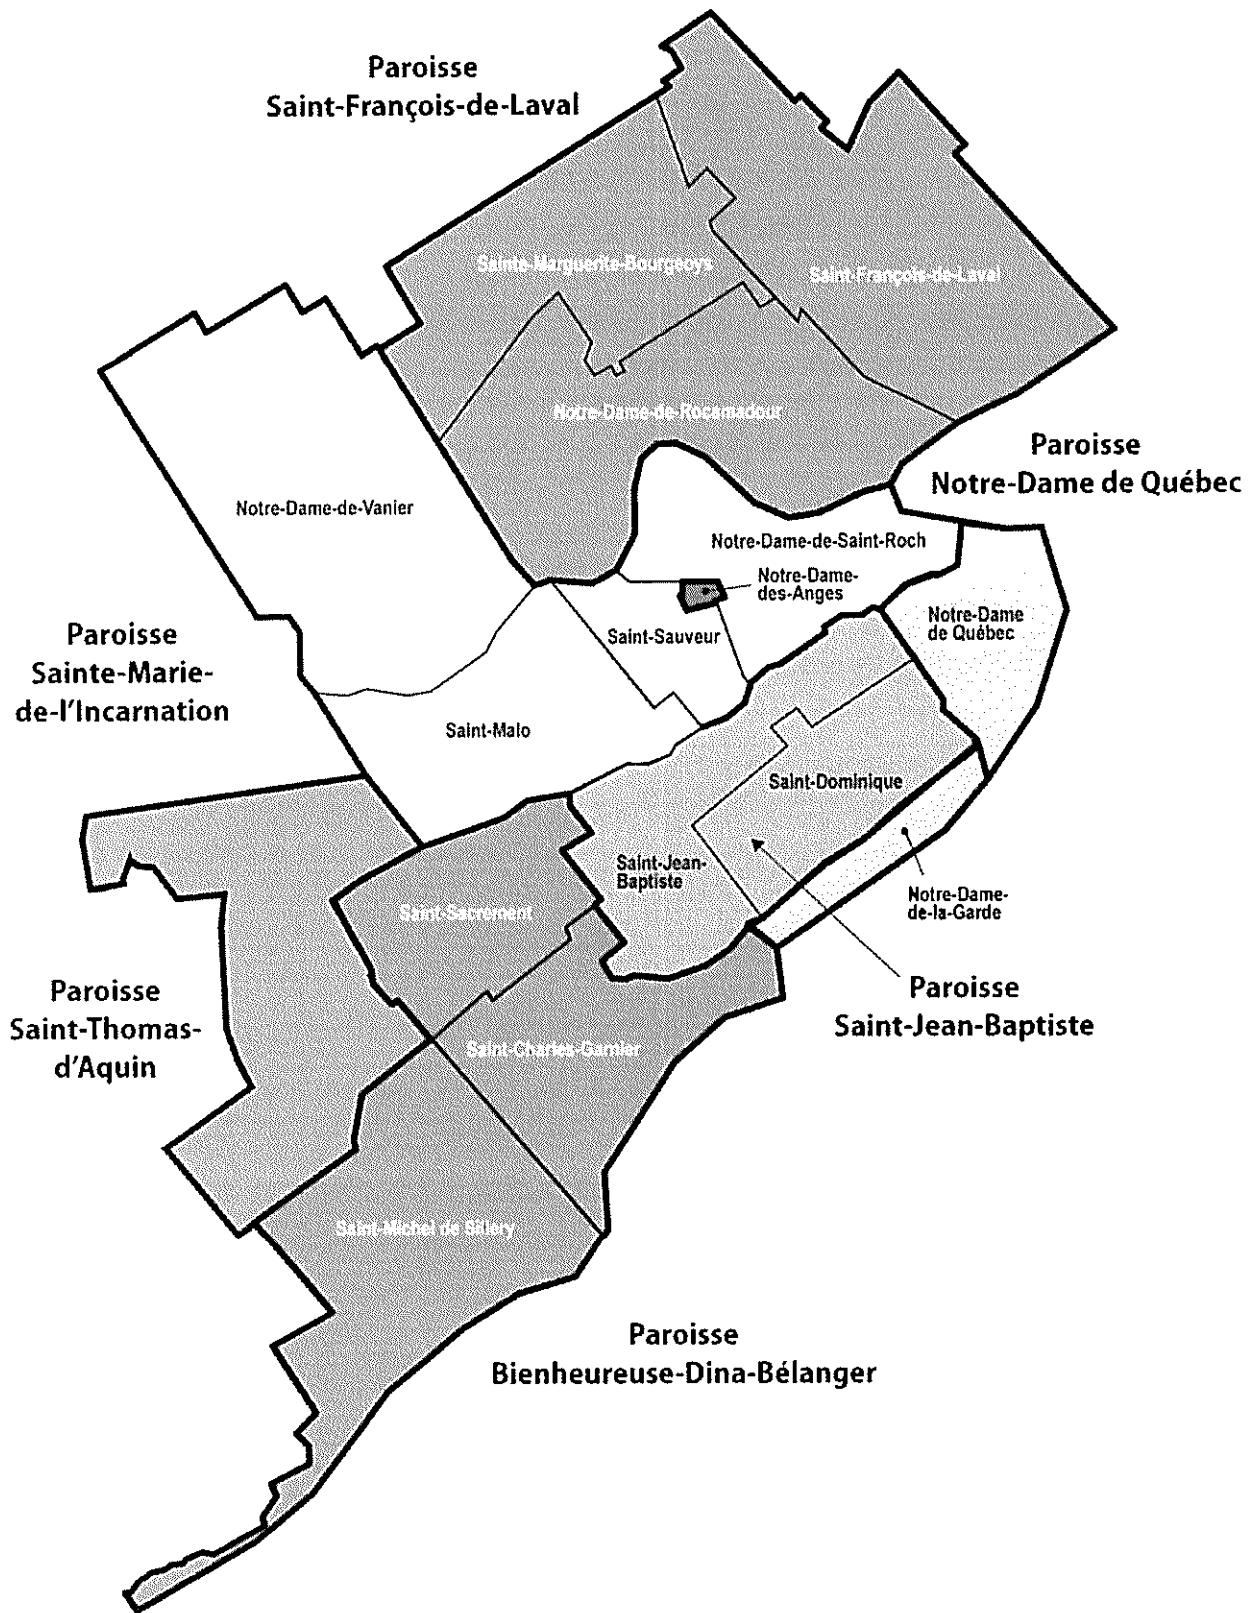 Paroisse
Saint-François-de-Laval
Sainte-Marguerite-Bourgeoys
Saint-François-de-Laval
Notre-Dame-de-Rocamadour
Paroisse
Notre-Dame de Québec
Notre-Dame-de-Vanier
Notre-Dame-de-Saint-Roch
Notre-Dame-
des-Anges
Notre-Dame
de Québec
Saint-Sauveur
Paroisse
Sainte-Marie-
de-l'Incarnation
Saint-Malo
Saint-Dominique
Saint-Jean-
Baptiste
Notre-Dame-
de-la-Garde
Saint-Sacrement
Paroisse
Saint-Thomas-
d'Aquin
Paroisse
Saint-Jean-Baptiste
Saint-Charles-Garnier
Saint-Michel de Sillery
Paroisse
Bienheureuse-Dina-Bélanger